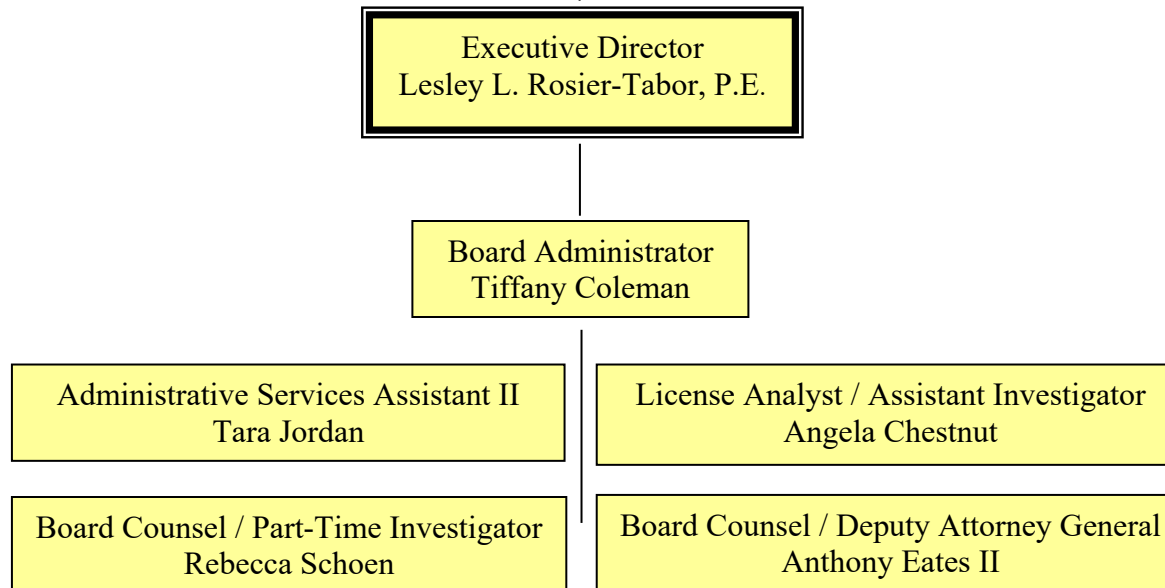 Executive Director
Lesley L. Rosier-Tabor, P.E.
Board Administrator
Tiffany Coleman
Administrative Services Assistant II
Tara Jordan
License Analyst / Assistant Investigator
Angela Chestnut
Board Counsel / Part-Time Investigator
Rebecca Schoen
Board Counsel / Deputy Attorney General
Anthony Eates II